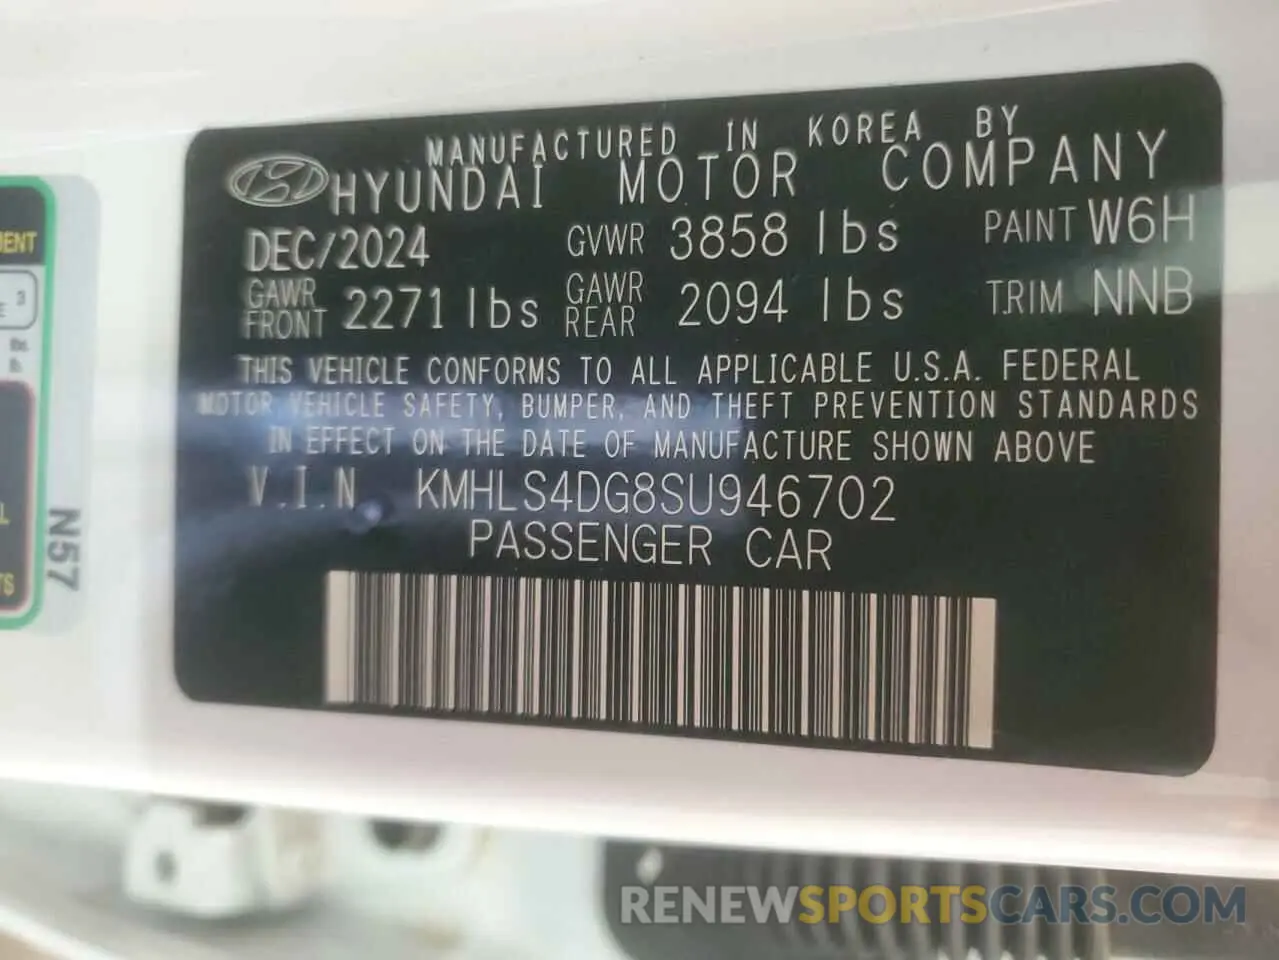 MANUFACTURED IN KOREA BY
HYUNDAI MOTOR COMPANY
DEC/2024 GVWR 3858 lbs PAINT W6H
GAWR FRONT 2271 lbs GAWR REAR 2094 lbs TRIM NNB
THIS VEHICLE CONFORMS TO ALL APPLICABLE U.S.A. FEDERAL
MOTOR VEHICLE SAFETY, BUMPER, AND THEFT PREVENTION STANDARDS
IN EFFECT ON THE DATE OF MANUFACTURE SHOWN ABOVE
V.I.N KMHLS4DG8SU946702
PASSENGER CAR
N57
RENEWSPORTSCARS.COM